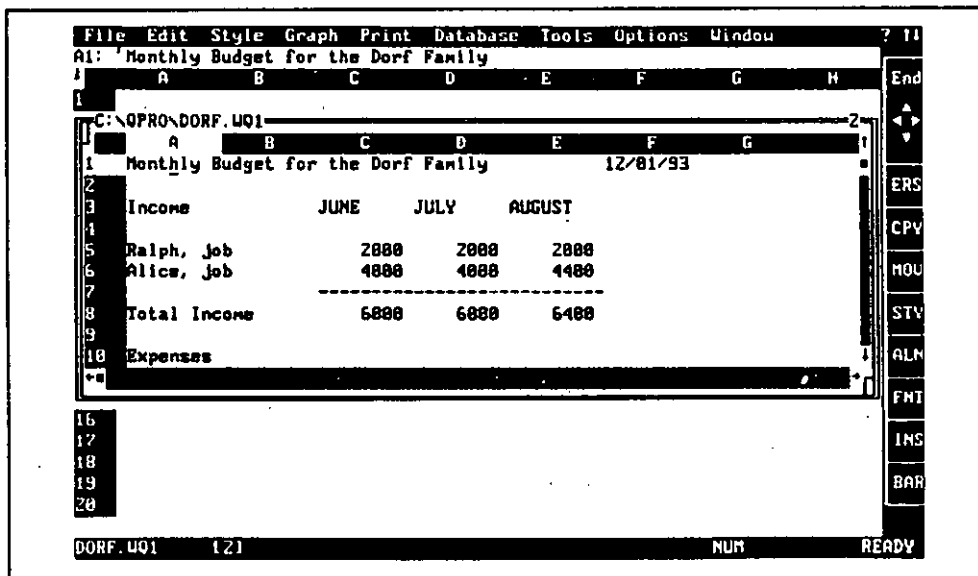 File Edit Style Graph Print Database Tools Options Window ? ↑↓
A1: 'Monthly Budget for the Dorf Family
A B C D E F G H End
1
C:\QPRO\DORF.WQ1 2
A B C D E F G
1 Monthly Budget for the Dorf Family 12/01/93
2
ERS
3 Income JUNE JULY AUGUST
4
CPY
5 Ralph, job 2000 2000 2000
6 Alice, job 4000 4000 4400
MOV
7 ------------------------------
8 Total Income 6000 6000 6400
STY
9
10 Expenses
ALN
FNT
16
17
INS
18
19
BAR
20
DORF.WQ1 [2] NUM READY